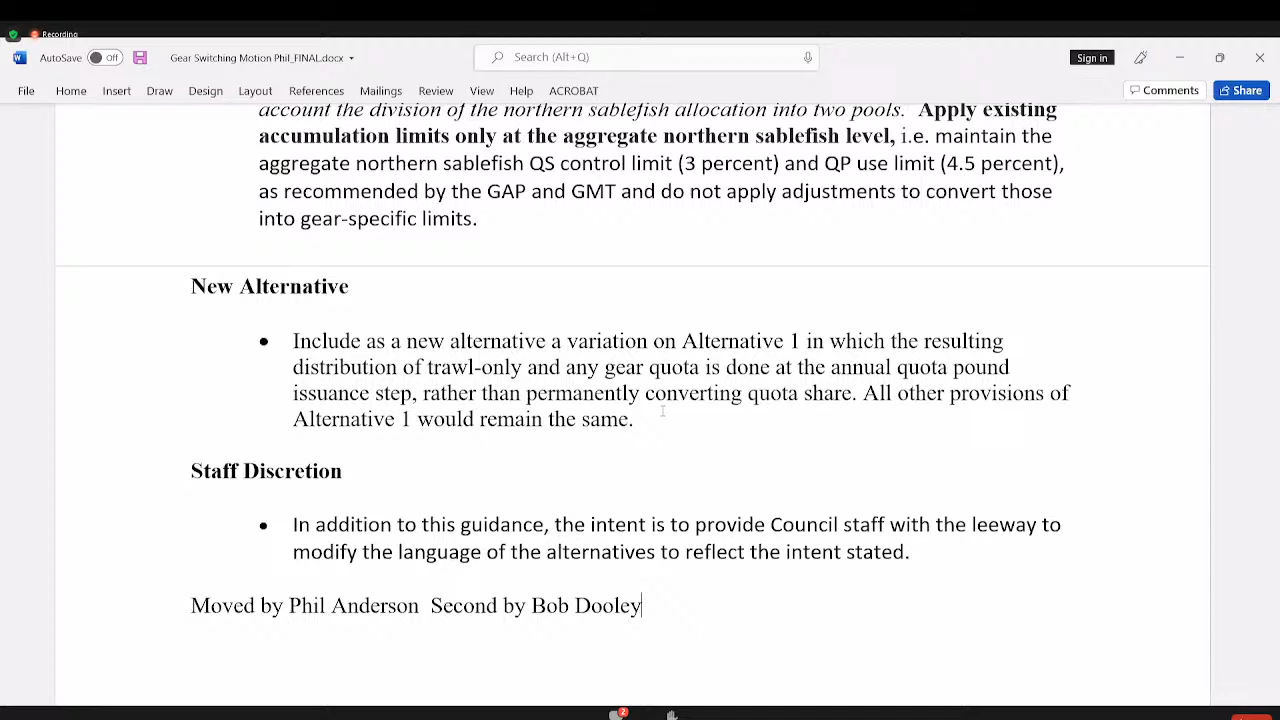 Recording
AutoSave Off Gear Switching Motion Phil_FINAL.docx Search (Alt+Q) Sign in
File Home Insert Draw Design Layout References Mailings Review View Help ACROBAT Comments Share
account the division of the northern sablefish allocation into two pools. Apply existing
accumulation limits only at the aggregate northern sablefish level, i.e. maintain the
aggregate northern sablefish QS control limit (3 percent) and QP use limit (4.5 percent),
as recommended by the GAP and GMT and do not apply adjustments to convert those
into gear-specific limits.
New Alternative
• Include as a new alternative a variation on Alternative 1 in which the resulting
distribution of trawl-only and any gear quota is done at the annual quota pound
issuance step, rather than permanently converting quota share. All other provisions of
Alternative 1 would remain the same.
Staff Discretion
• In addition to this guidance, the intent is to provide Council staff with the leeway to
modify the language of the alternatives to reflect the intent stated.
Moved by Phil Anderson  Second by Bob Dooley
2